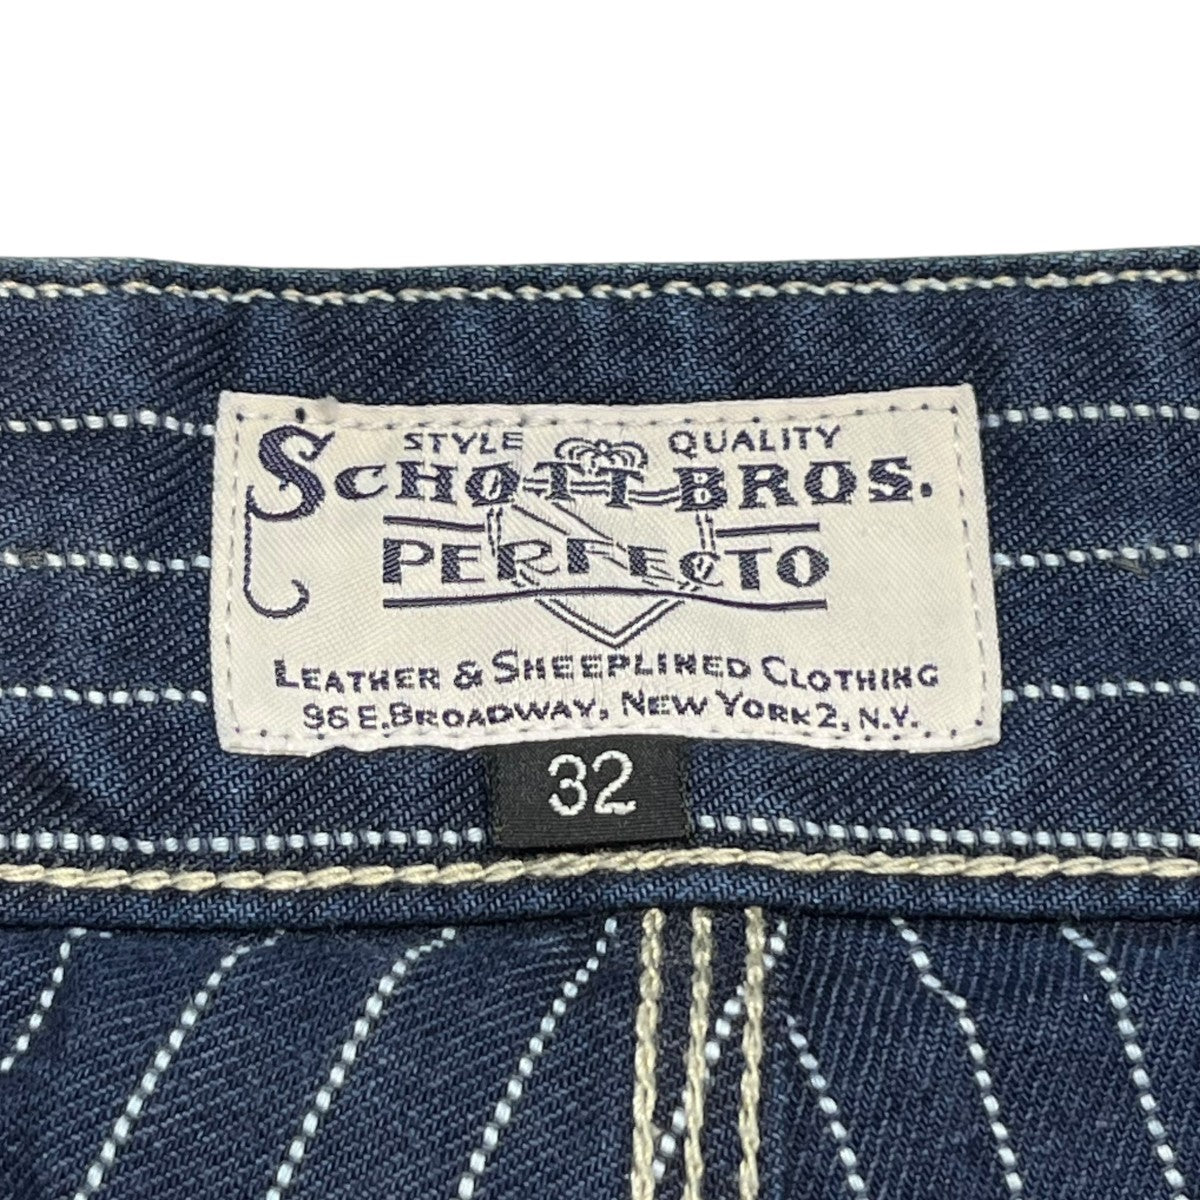 STYLE QUALITY
SCHOTT BROS.
PERFECTO
LEATHER & SHEEPLINED CLOTHING
96 E. BROADWAY, NEW YORK 2, N.Y.
32